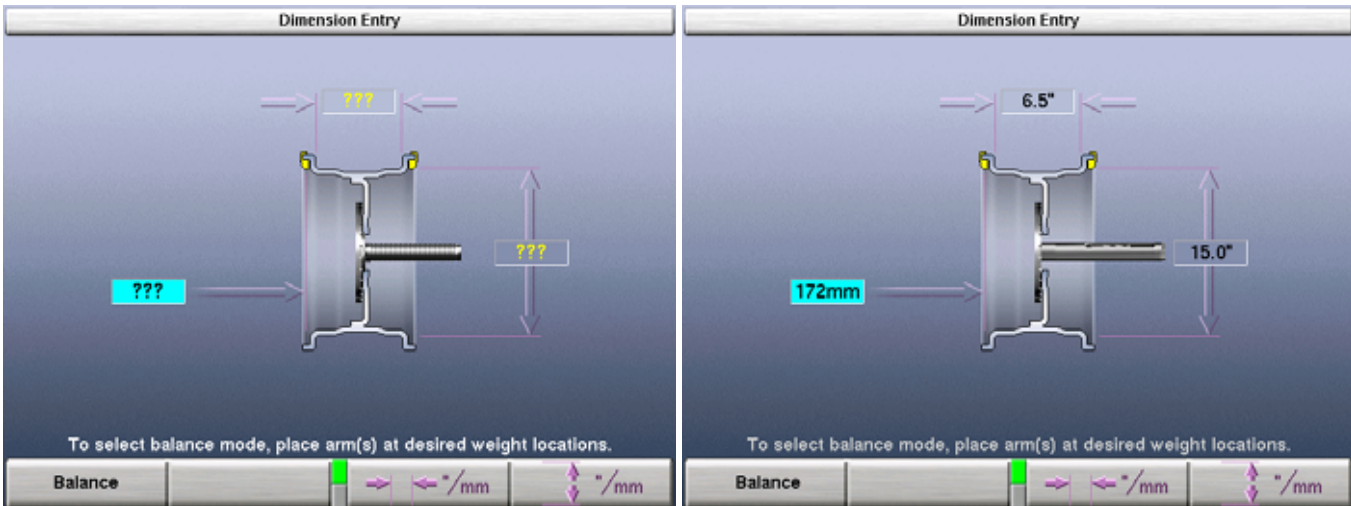 Dimension Entry
???
???
???
To select balance mode, place arm(s) at desired weight locations.
Balance
"/mm
"/mm
Dimension Entry
6.5"
15.0"
172mm
To select balance mode, place arm(s) at desired weight locations.
Balance
"/mm
"/mm